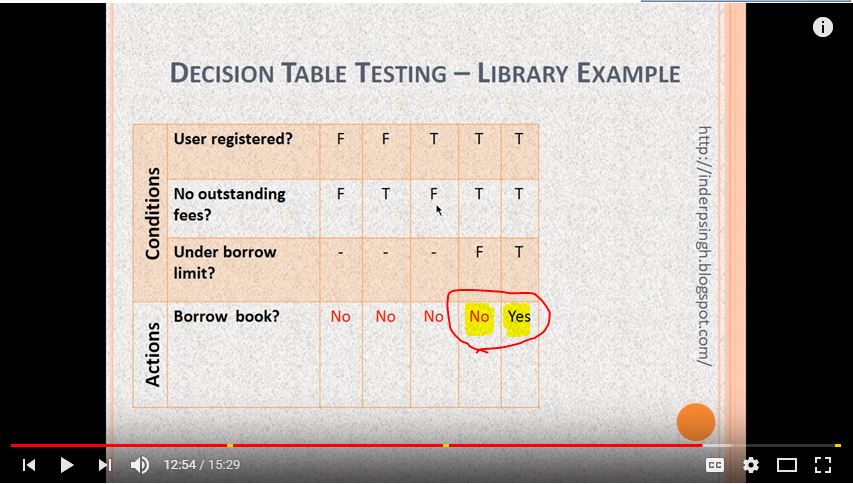 DECISION TABLE TESTING – LIBRARY EXAMPLE
Conditions
User registered? F F T T T
No outstanding F T F T T
fees?
Under borrow - - - F T
limit?
Actions
Borrow book? No No No No Yes
http://inderpsingh.blogspot.com/
i
12:54 / 15:29
CC